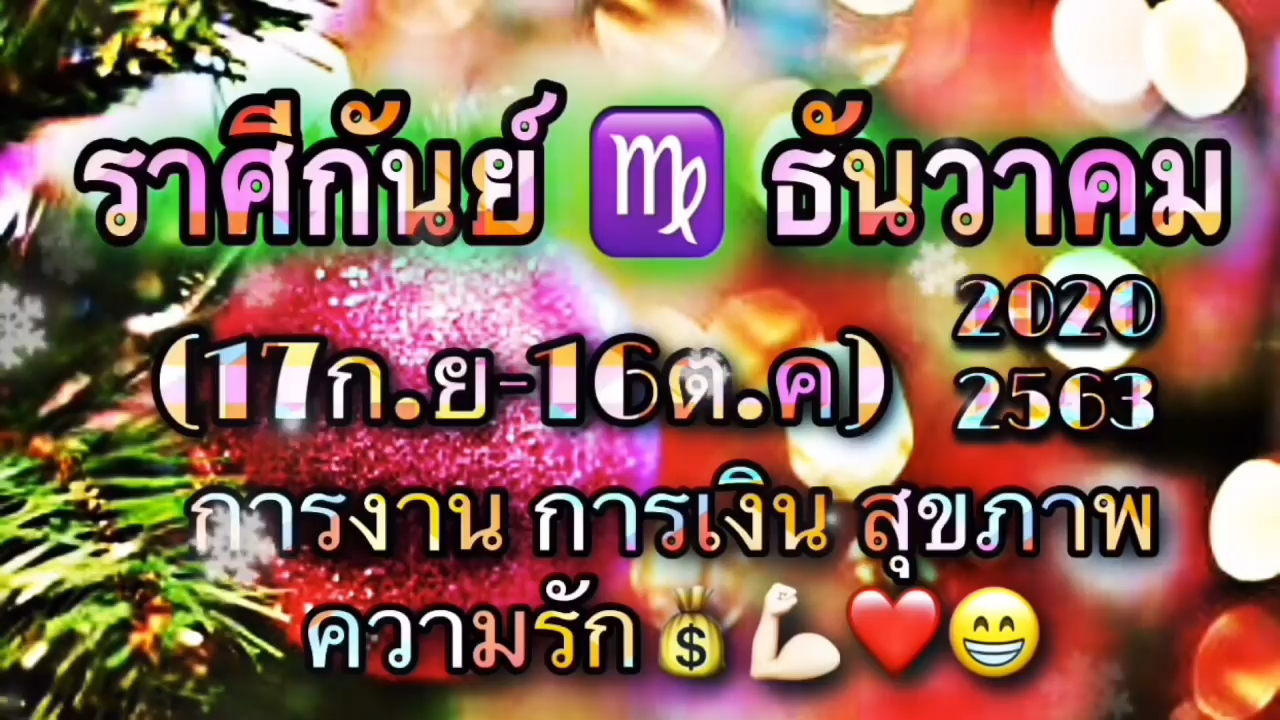 ราศีกันย์ ♍ ธันวาคม
2020
(17ก.ย-16ต.ค)
2563
การงาน การเงิน สุขภาพ
ความรัก💰💪🏻❤️😁